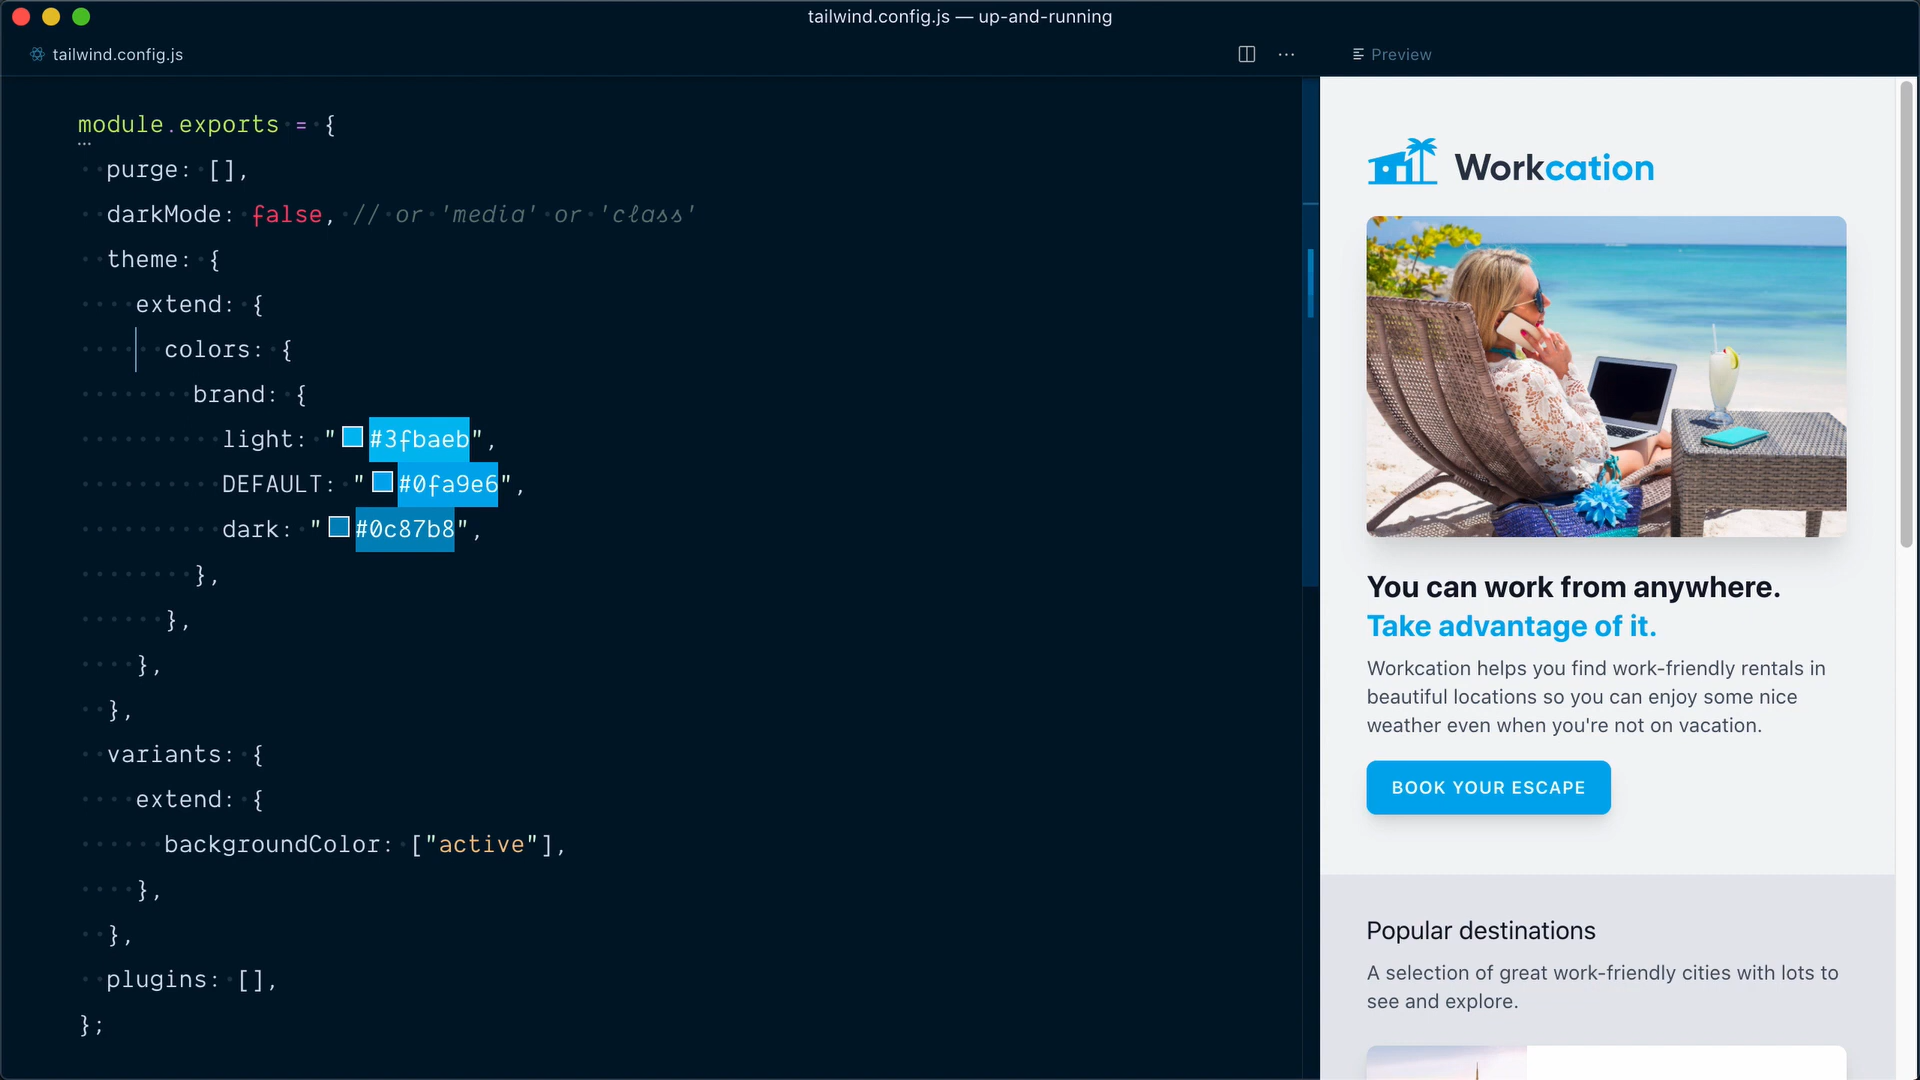 tailwind.config.js — up-and-running
tailwind.config.js
Preview
module.exports = {
  purge: [],
  darkMode: false, // or 'media' or 'class'
  theme: {
    extend: {
      colors: {
        brand: {
          light: "#3fbaeb",
          DEFAULT: "#0fa9e6",
          dark: "#0c87b8",
        },
      },
    },
  },
  variants: {
    extend: {
      backgroundColor: ["active"],
    },
  },
  plugins: [],
};
Workcation
You can work from anywhere.
Take advantage of it.
Workcation helps you find work-friendly rentals in
beautiful locations so you can enjoy some nice
weather even when you're not on vacation.
BOOK YOUR ESCAPE
Popular destinations
A selection of great work-friendly cities with lots to
see and explore.